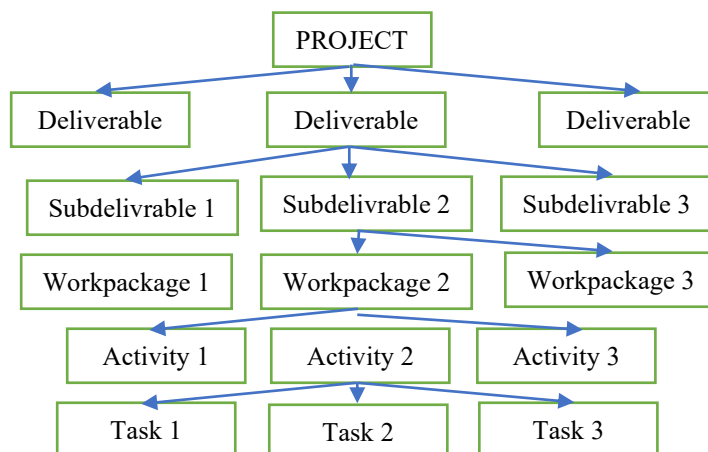 PROJECT
Deliverable
Deliverable
Deliverable
Subdelivrable 1
Subdelivrable 2
Subdelivrable 3
Workpackage 1
Workpackage 2
Workpackage 3
Activity 1
Activity 2
Activity 3
Task 1
Task 2
Task 3